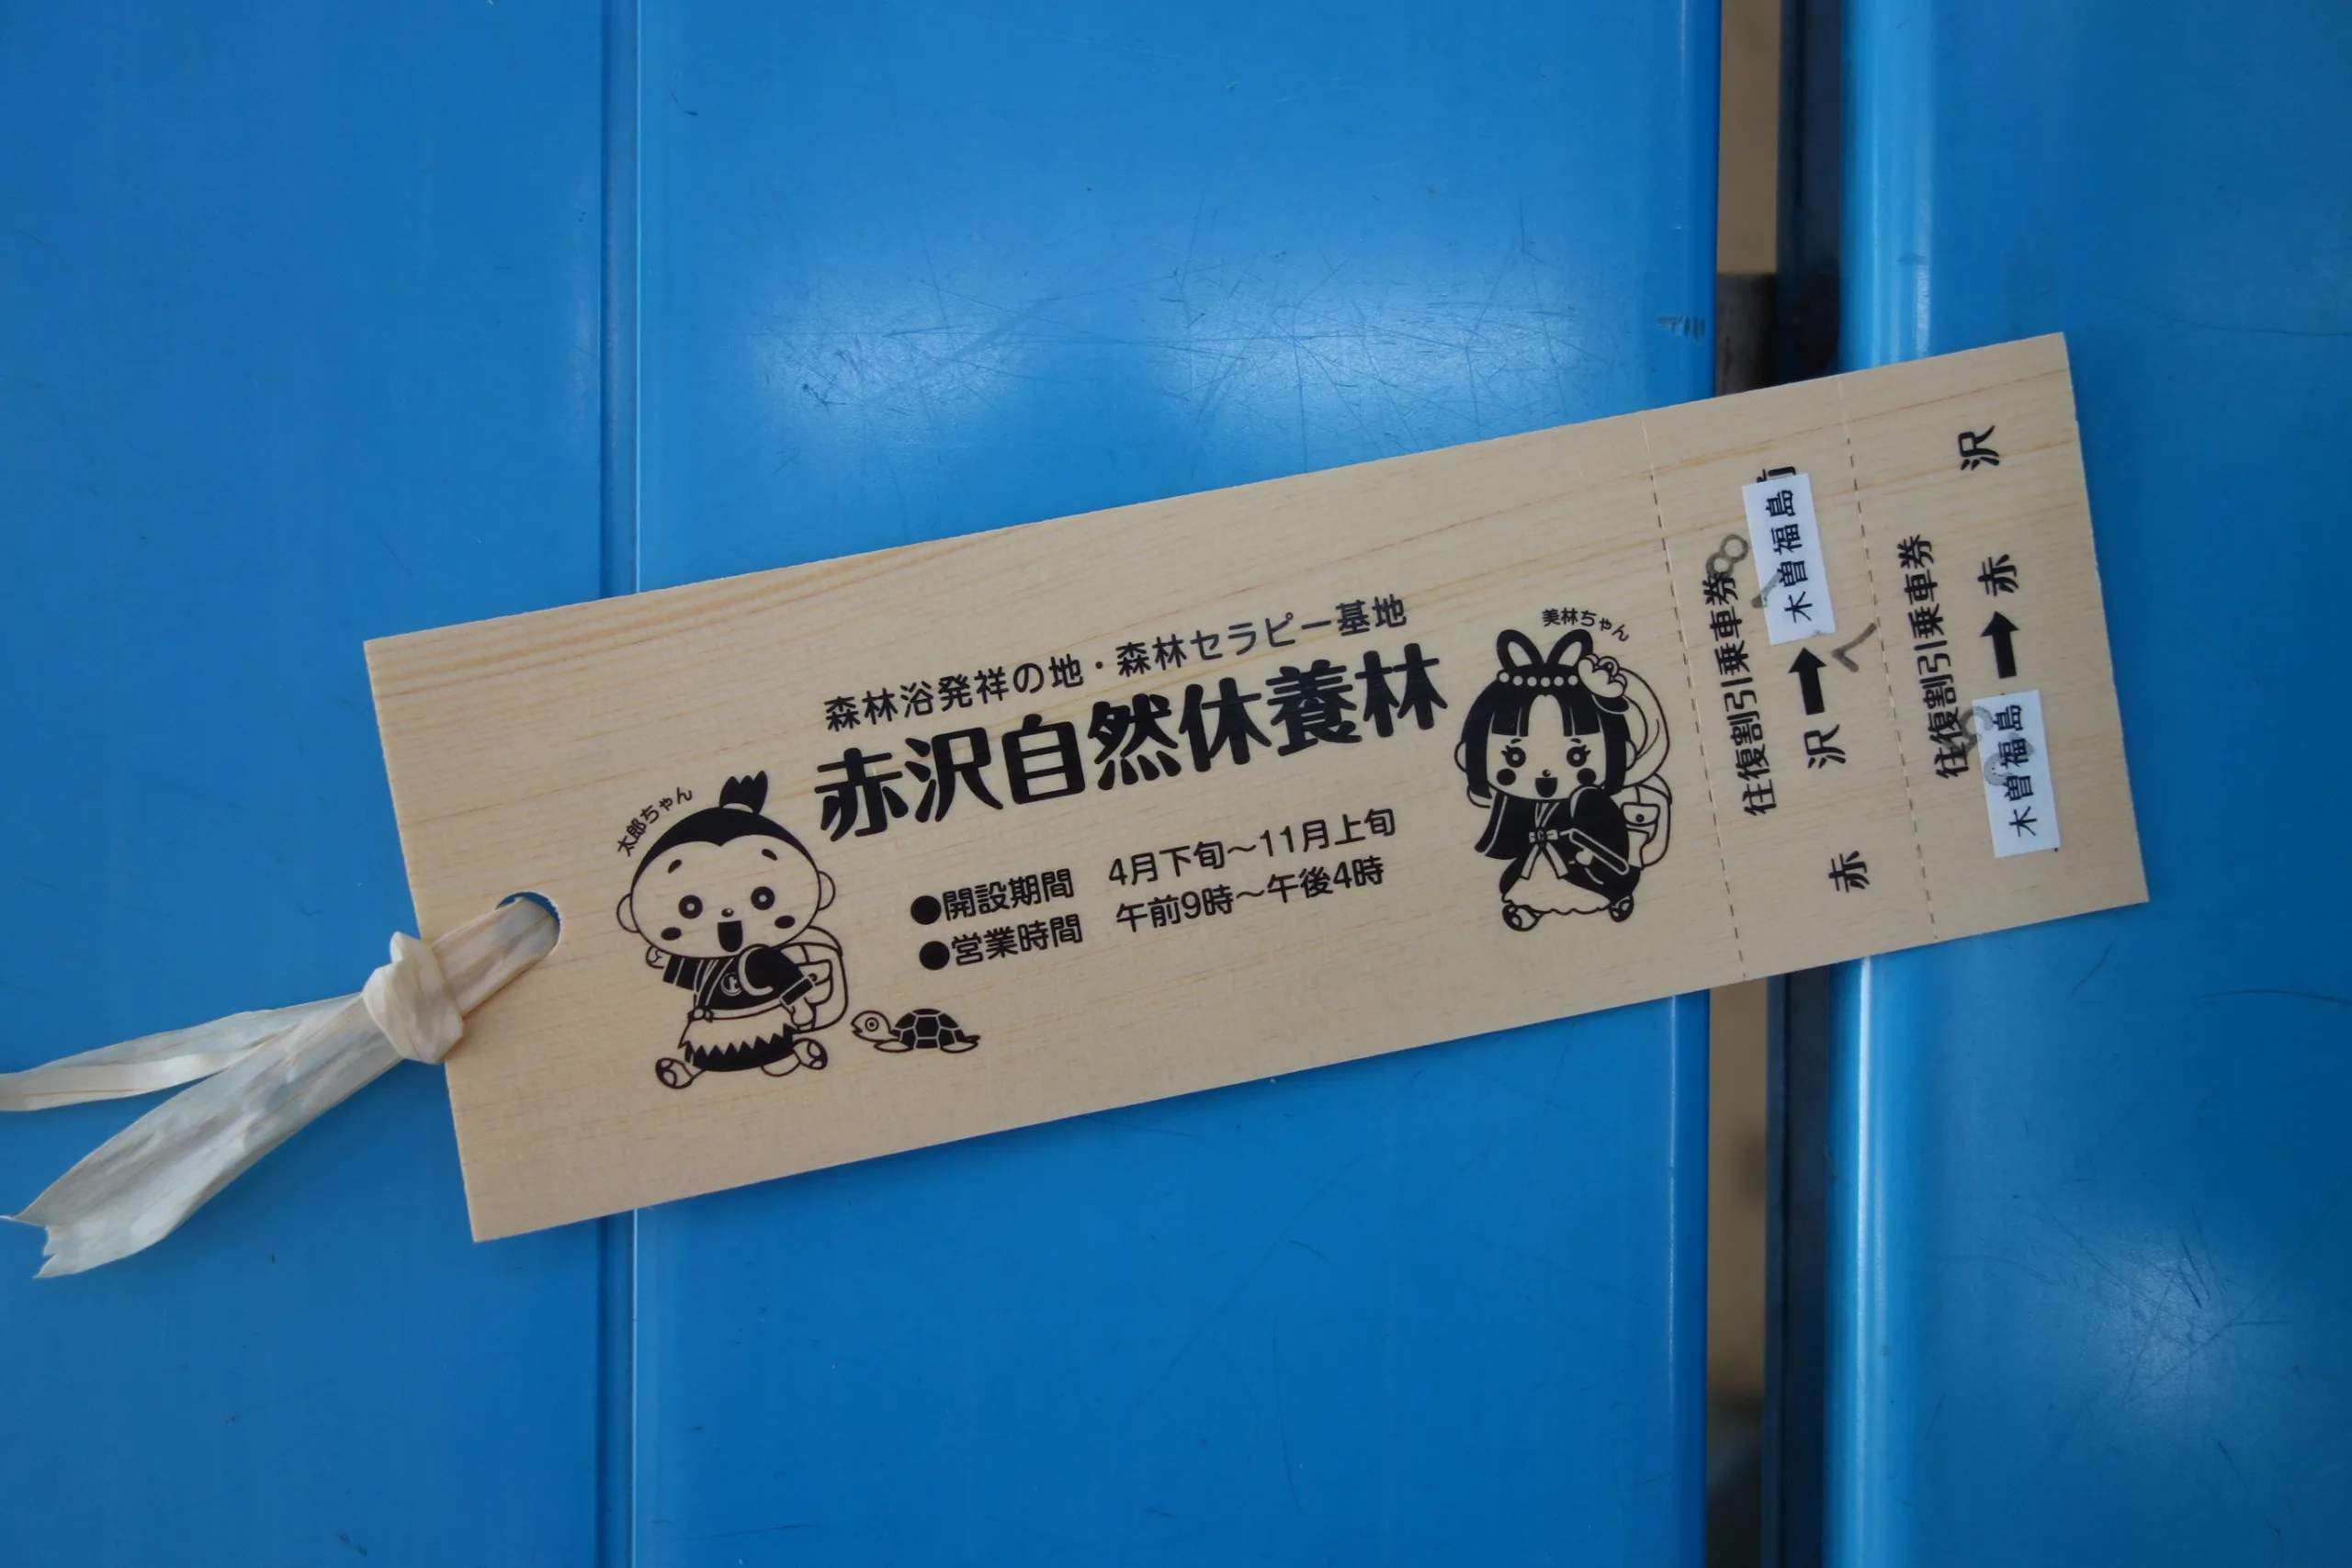 森林浴発祥の地・森林セラピー基地
赤沢自然休養林
太郎ちゃん
美林ちゃん
●開設期間 4月下旬～11月上旬
●営業時間 午前9時～午後4時
往復割引乗車券
赤沢➡木曽福島
往復割引乗車券
木曽福島➡赤沢